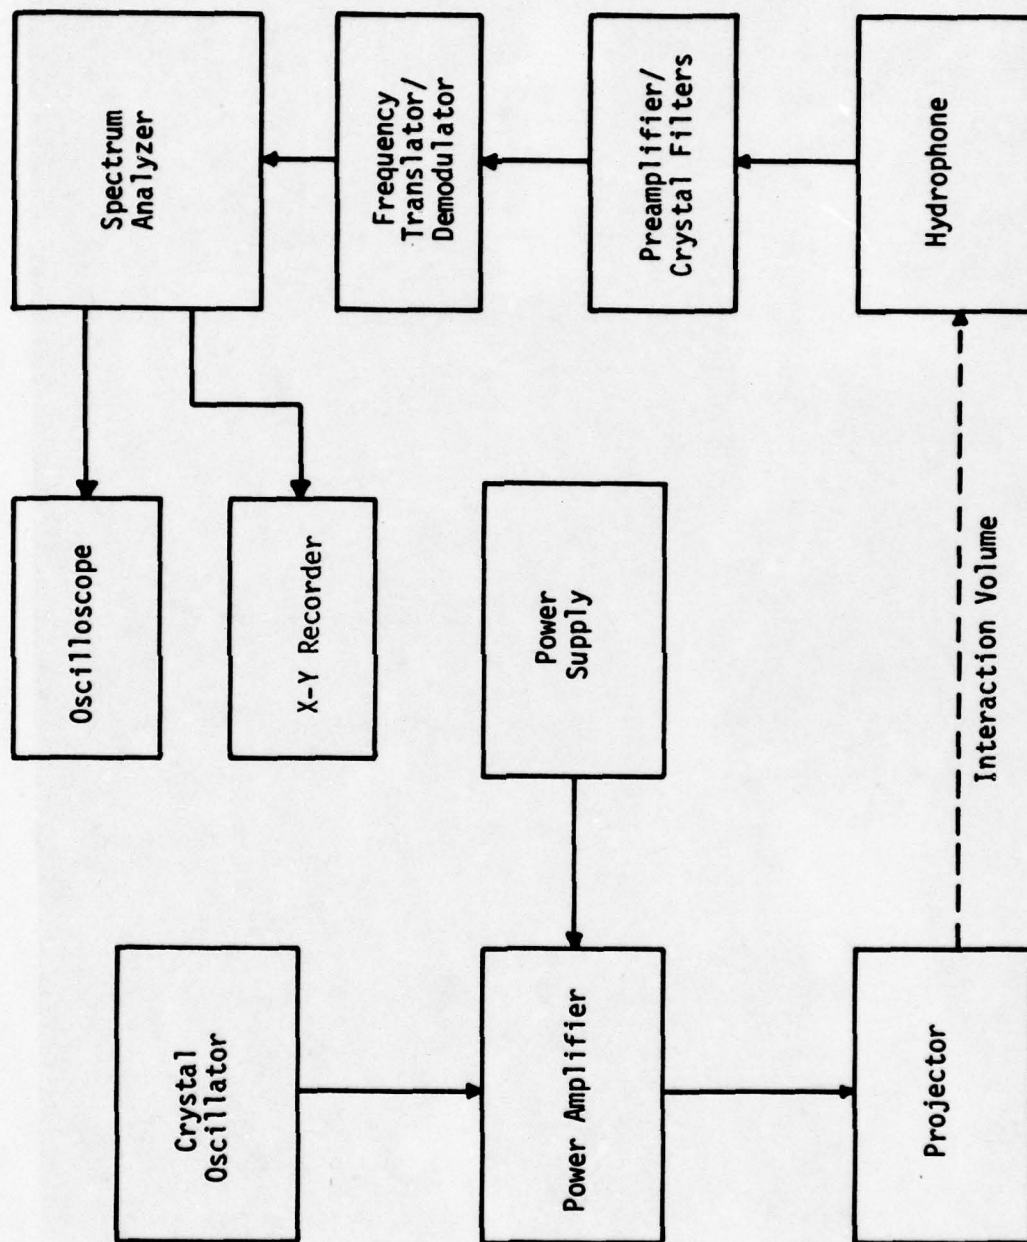 Crystal
Oscillator
Power Amplifier
Projector
Oscilloscope
X-Y Recorder
Power
Supply
Interaction Volume
Spectrum
Analyzer
Frequency
Translator/
Demodulator
Preamplifier/
Crystal Filters
Hydrophone